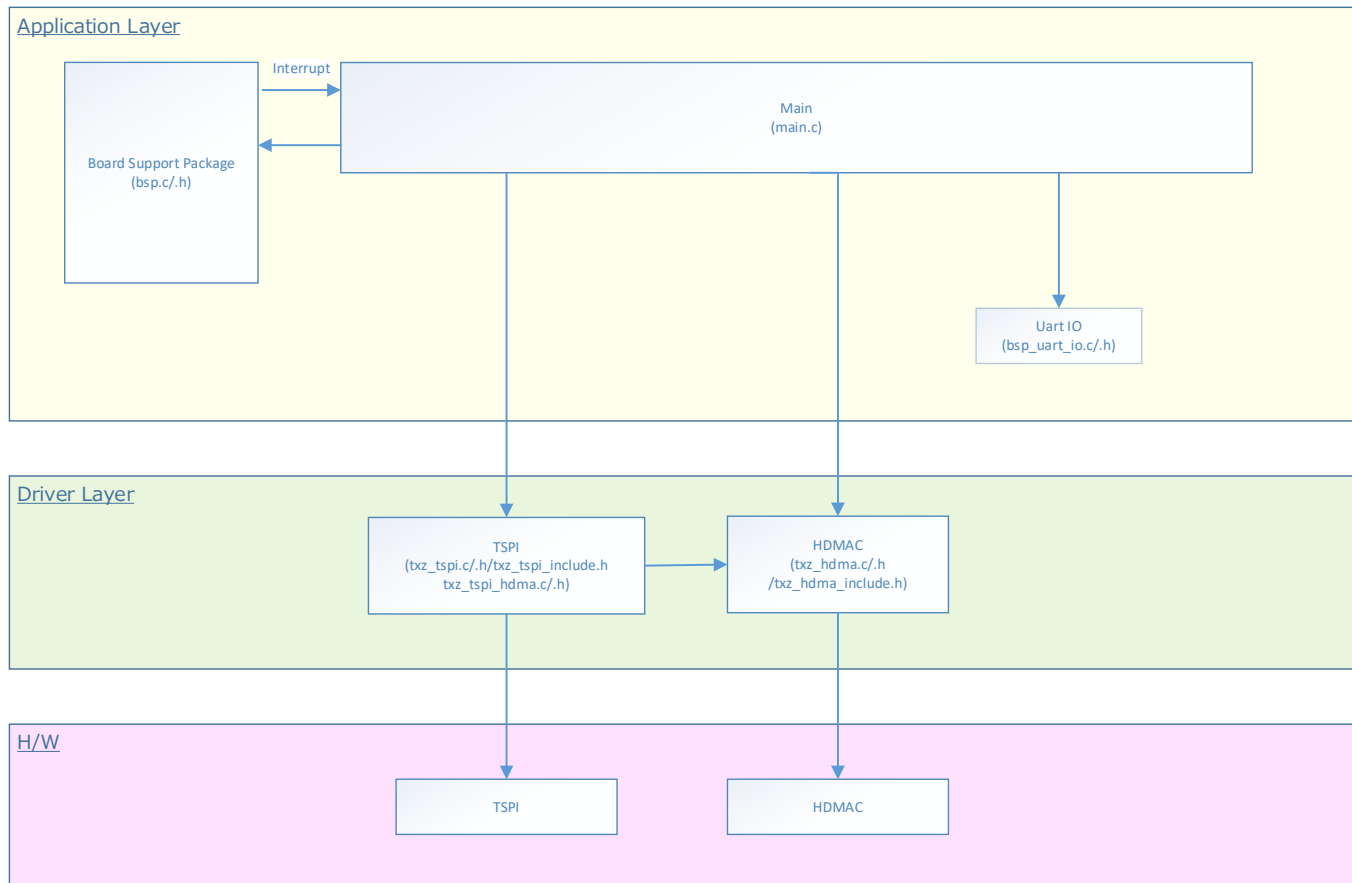 Application Layer
Interrupt
Main
(main.c)
Board Support Package
(bsp.c/.h)
Uart IO
(bsp_uart_io.c/.h)
Driver Layer
TSPI
(txz_tspi.c/.h/txz_tspi_include.h
txz_tspi_hdma.c/.h)
HDMAC
(txz_hdma.c/.h
/txz_hdma_include.h)
H/W
TSPI
HDMAC